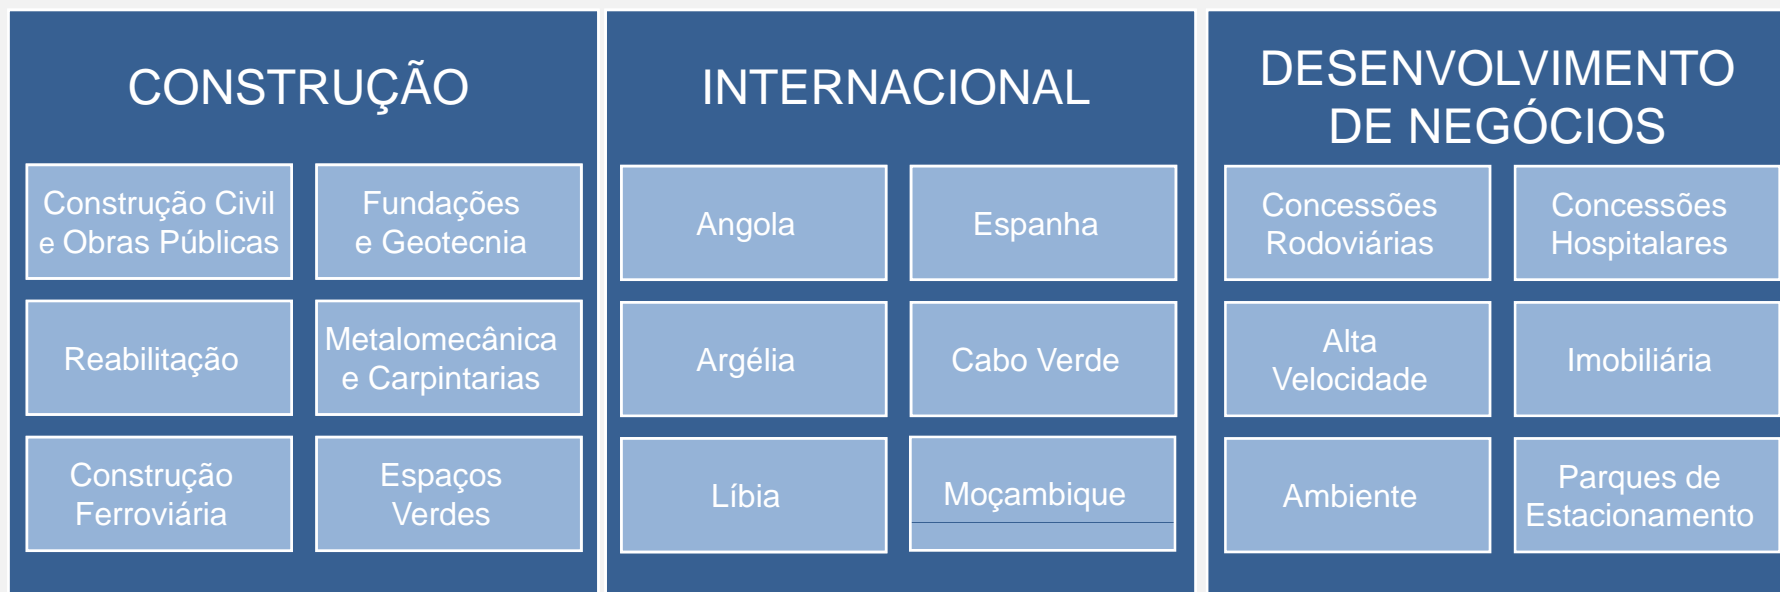 CONSTRUÇÃO
Construção Civil
e Obras Públicas
Fundações
e Geotecnia
Reabilitação
Metalomecânica
e Carpintarias
Construção
Ferroviária
Espaços
Verdes
INTERNACIONAL
Angola
Espanha
Argélia
Cabo Verde
Líbia
Moçambique
DESENVOLVIMENTO
DE NEGÓCIOS
Concessões
Rodoviárias
Concessões
Hospitalares
Alta
Velocidade
Imobiliária
Ambiente
Parques de
Estacionamento